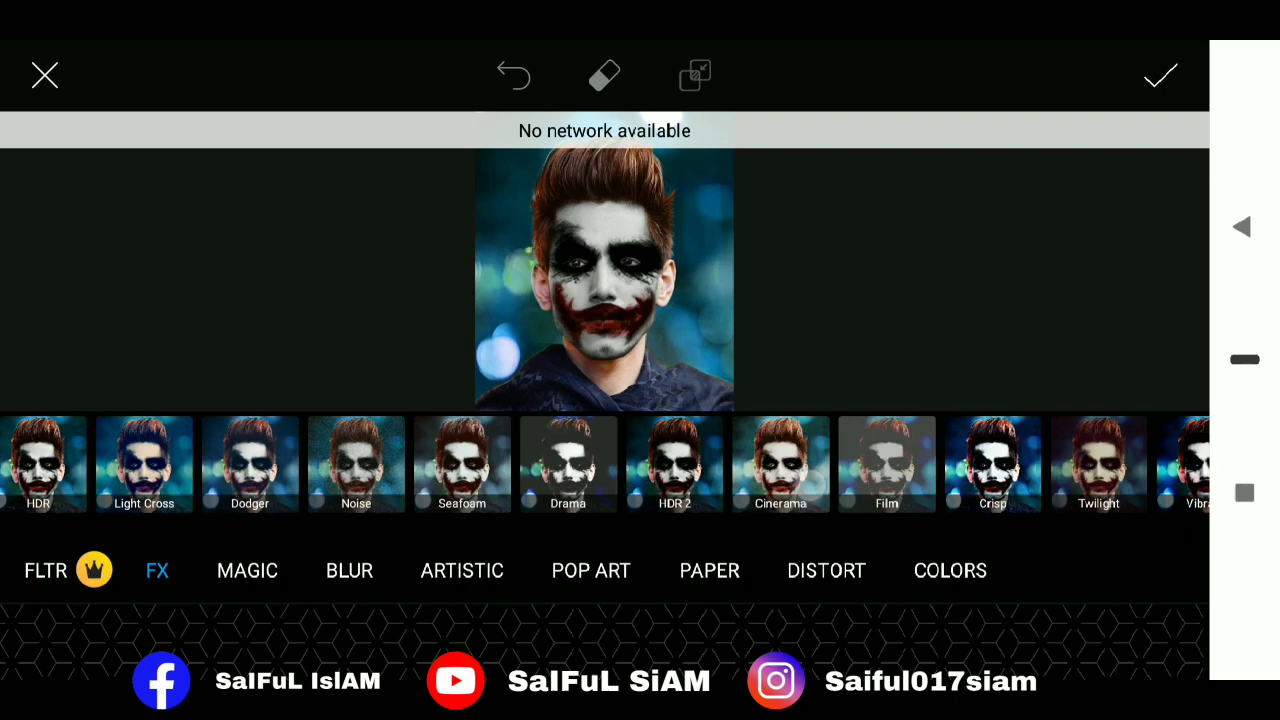 No network available
HDR
Light Cross
Dodger
Noise
Seafoam
Drama
HDR 2
Cinerama
Film
Crisp
Twilight
FLTR
FX
MAGIC
BLUR
ARTISTIC
POP ART
PAPER
DISTORT
COLORS
SaIFuL IsIAM
SaIFuL SiAM
Saiful017siam